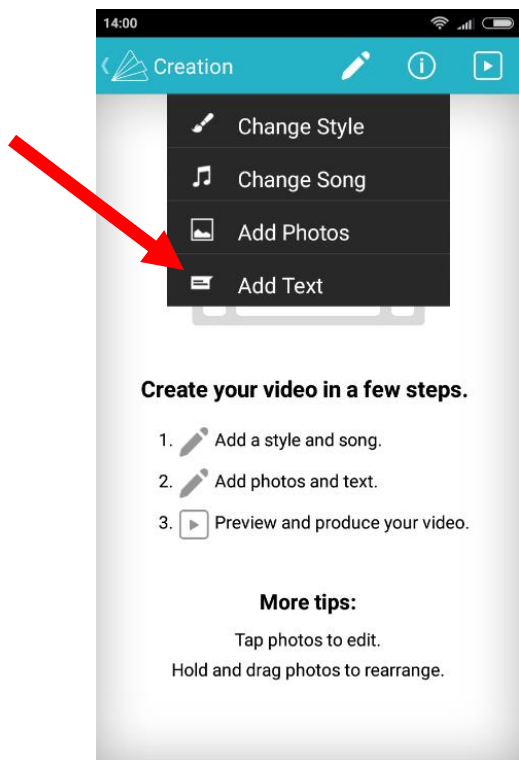 14:00
Creation
Change Style
Change Song
Add Photos
Add Text
Create your video in a few steps.
1. Add a style and song.
2. Add photos and text.
3. Preview and produce your video.
More tips:
Tap photos to edit.
Hold and drag photos to rearrange.